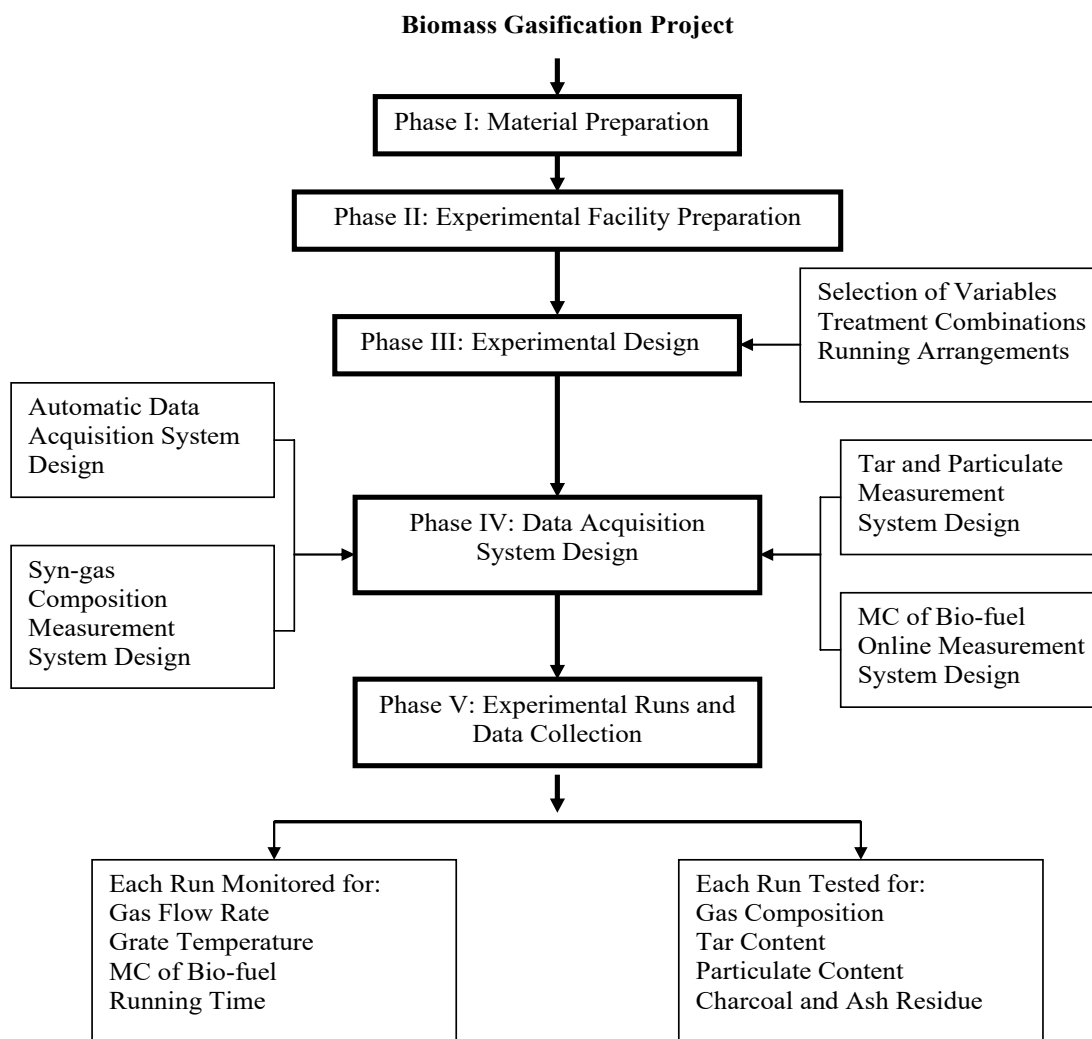 Biomass Gasification Project
Phase I: Material Preparation
Phase II: Experimental Facility Preparation
Selection of Variables
Treatment Combinations
Running Arrangements
Phase III: Experimental Design
Automatic Data
Acquisition System
Design
Tar and Particulate
Measurement
System Design
Phase IV: Data Acquisition
System Design
Syn-gas
Composition
Measurement
System Design
MC of Bio-fuel
Online Measurement
System Design
Phase V: Experimental Runs and
Data Collection
Each Run Monitored for:
Gas Flow Rate
Grate Temperature
MC of Bio-fuel
Running Time
Each Run Tested for:
Gas Composition
Tar Content
Particulate Content
Charcoal and Ash Residue